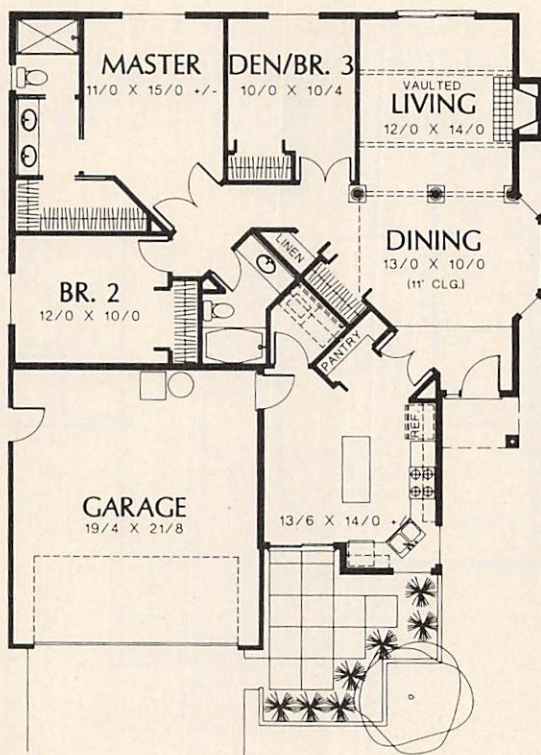 MASTER
11/0 X 15/0 +/-
DEN/BR. 3
10/0 X 10/4
VAULTED
LIVING
12/0 X 14/0
DINING
13/0 X 10/0
(11' CLG.)
LINEN
BR. 2
12/0 X 10/0
PANTRY
REF.
GARAGE
19/4 X 21/8
13/6 X 14/0 +/-